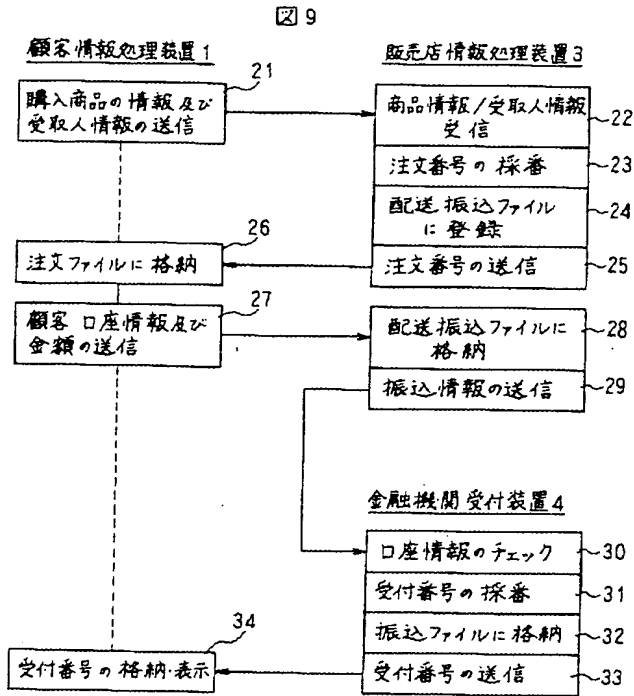 図9
顧客情報処理装置1
販売店情報処理装置3
21
購入商品の情報及び
受取人情報の送信
商品情報/受取人情報
受信
22
注文番号の採番
23
配送振込ファイル
に登録
24
注文番号の送信
25
26
注文ファイルに格納
27
顧客口座情報及び
金額の送信
配送振込ファイルに
格納
28
振込情報の送信
29
金融機関受付装置4
口座情報のチェック
30
受付番号の採番
31
振込ファイルに格納
32
受付番号の送信
33
34
受付番号の格納・表示